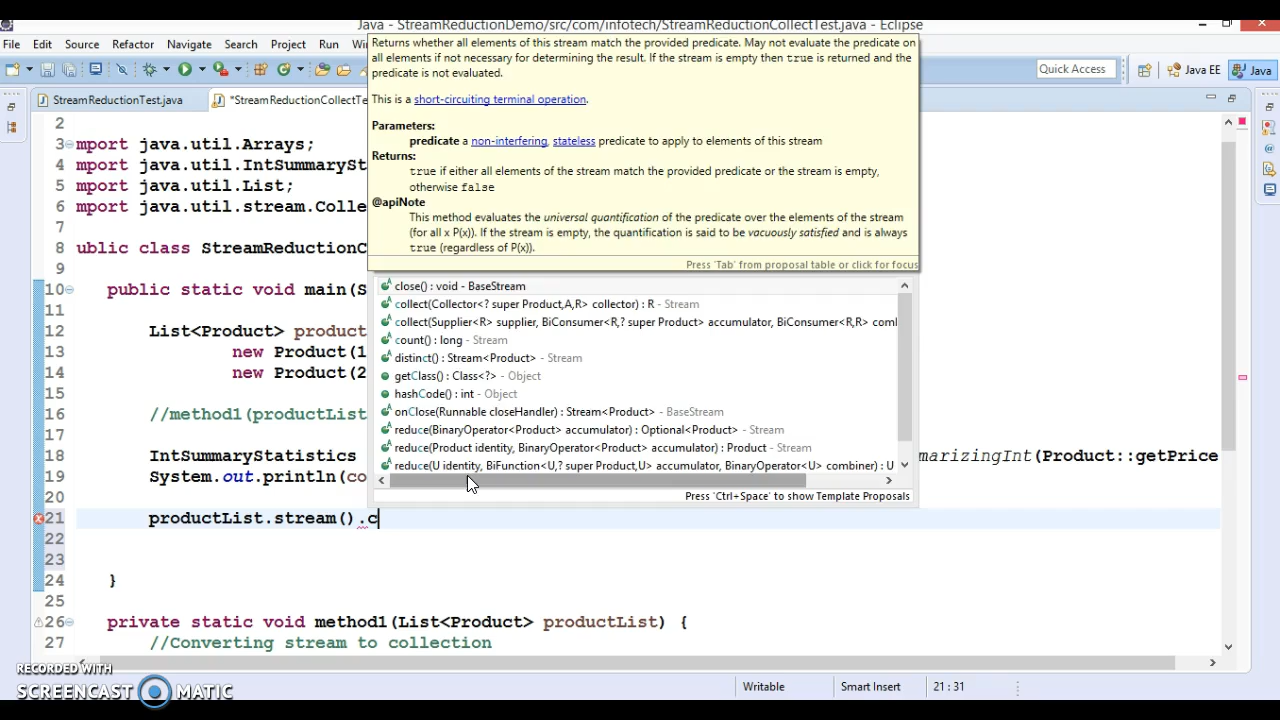 Java - StreamReductionDemo/src/com/infotech/StreamReductionCollectTest.java - Eclipse
File Edit Source Refactor Navigate Search Project Run
Quick Access Java EE Java
StreamReductionTest.java *StreamReductionCollectTe
Returns whether all elements of this stream match the provided predicate. May not evaluate the predicate on
all elements if not necessary for determining the result. If the stream is empty then true is returned and the
predicate is not evaluated.
This is a short-circuiting terminal operation.
Parameters:
predicate a non-interfering, stateless predicate to apply to elements of this stream
Returns:
true if either all elements of the stream match the provided predicate or the stream is empty,
otherwise false
@apiNote
This method evaluates the universal quantification of the predicate over the elements of the stream
(for all x P(x)). If the stream is empty, the quantification is said to be vacuously satisfied and is always
true (regardless of P(x)).
Press 'Tab' from proposal table or click for focus
2
3 mport java.util.Arrays;
4 mport java.util.IntSummarySt
5 mport java.util.List;
6 mport java.util.stream.Colle
7
8 ublic class StreamReductionC
9
10 public static void main(S
11
12 List<Product> product
13 new Product(1
14 new Product(2
15
16 //method1(productList
17
18 IntSummaryStatistics marizingInt(Product::getPrice
19 System.out.println(co
20
21 productList.stream().c
22
23
24 }
25
26 private static void method1(List<Product> productList) {
27 //Converting stream to collection
close() : void - BaseStream
collect(Collector<? super Product,A,R> collector) : R - Stream
collect(Supplier<R> supplier, BiConsumer<R,? super Product> accumulator, BiConsumer<R,R> coml
count() : long - Stream
distinct() : Stream<Product> - Stream
getClass() : Class<?> - Object
hashCode() : int - Object
onClose(Runnable closeHandler) : Stream<Product> - BaseStream
reduce(BinaryOperator<Product> accumulator) : Optional<Product> - Stream
reduce(Product identity, BinaryOperator<Product> accumulator) : Product - Stream
reduce(U identity, BiFunction<U,? super Product,U> accumulator, BinaryOperator<U> combiner) : U
Press 'Ctrl+Space' to show Template Proposals
RECORDED WITH
SCREENCAST MATIC
Writable Smart Insert 21 : 31